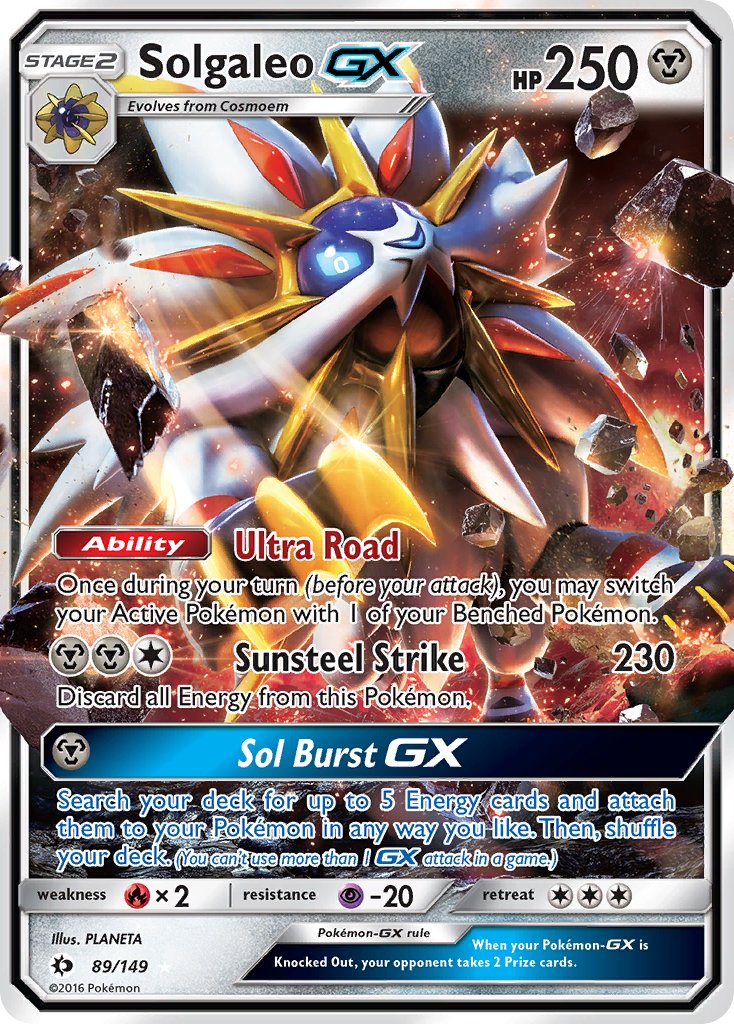 STAGE2 Solgaleo GX HP250
Evolves from Cosmoem
Ability Ultra Road
Once during your turn (before your attack), you may switch
your Active Pokémon with 1 of your Benched Pokémon.
Sunsteel Strike 230
Discard all Energy from this Pokémon.
Sol Burst GX
Search your deck for up to 5 Energy cards and attach
them to your Pokémon in any way you like. Then, shuffle
your deck. (You can't use more than 1 GX attack in a game.)
weakness ×2 resistance -20 retreat
Illus. PLANETA
89/149
©2016 Pokémon
Pokémon-GX rule
When your Pokémon-GX is
Knocked Out, your opponent takes 2 Prize cards.